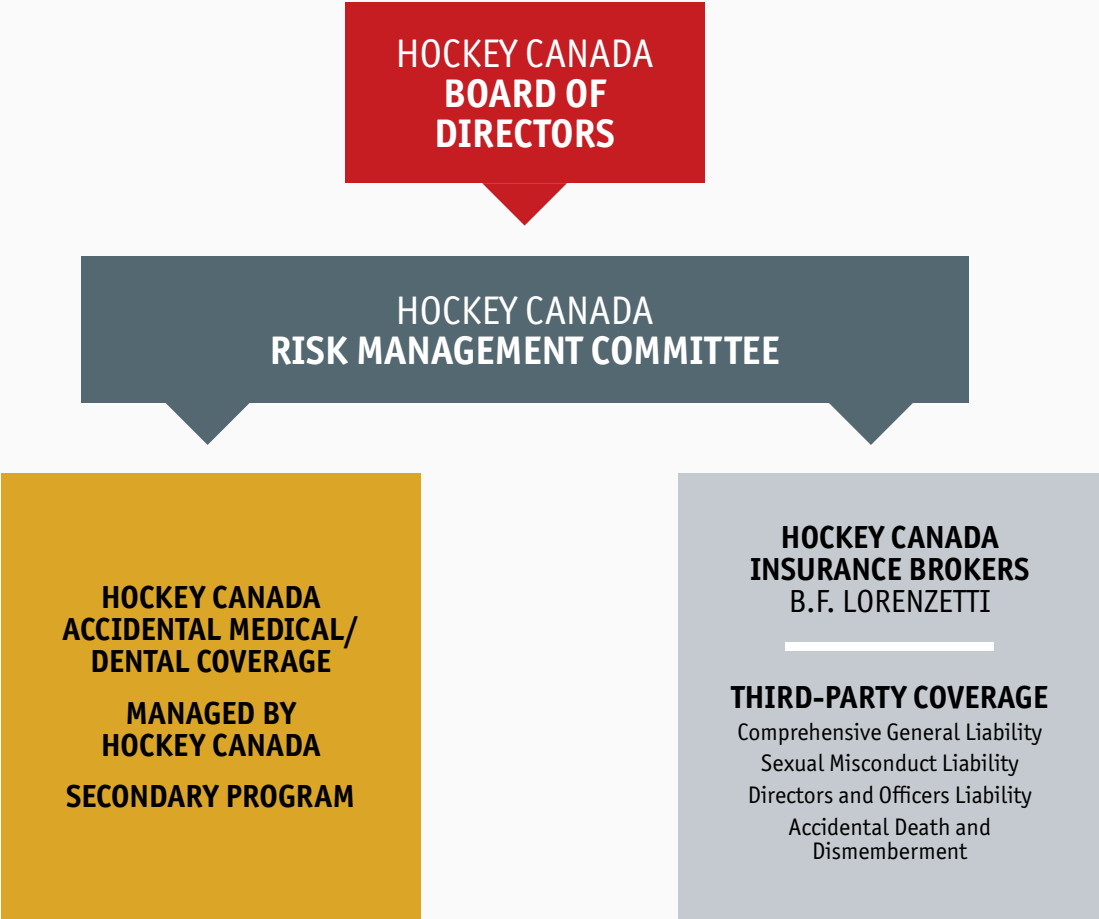 HOCKEY CANADA
BOARD OF
DIRECTORS
HOCKEY CANADA
RISK MANAGEMENT COMMITTEE
HOCKEY CANADA
ACCIDENTAL MEDICAL/
DENTAL COVERAGE
MANAGED BY
HOCKEY CANADA
SECONDARY PROGRAM
HOCKEY CANADA
INSURANCE BROKERS
B.F. LORENZETTI
THIRD-PARTY COVERAGE
Comprehensive General Liability
Sexual Misconduct Liability
Directors and Officers Liability
Accidental Death and
Dismemberment